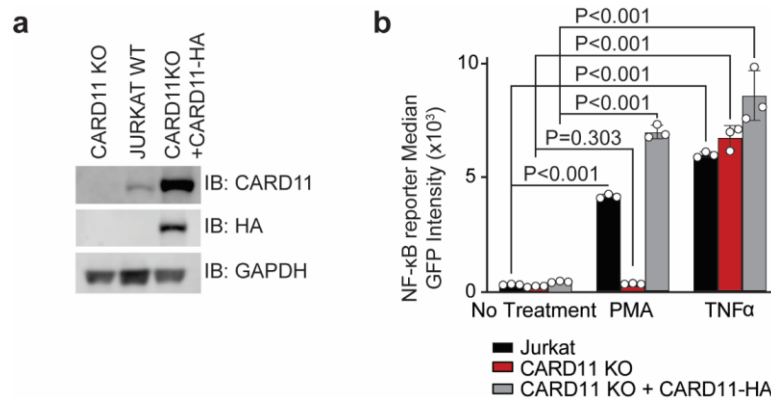 a
CARD11 KO
JURKAT WT
CARD11KO
+CARD11-HA
IB: CARD11
IB: HA
IB: GAPDH
b
NF-κB reporter Median
GFP Intensity (x10³)
10
5
0
P<0.001
P<0.001
P<0.001
P<0.001
P=0.303
P<0.001
No Treatment PMA TNFα
Jurkat
CARD11 KO
CARD11 KO + CARD11-HA